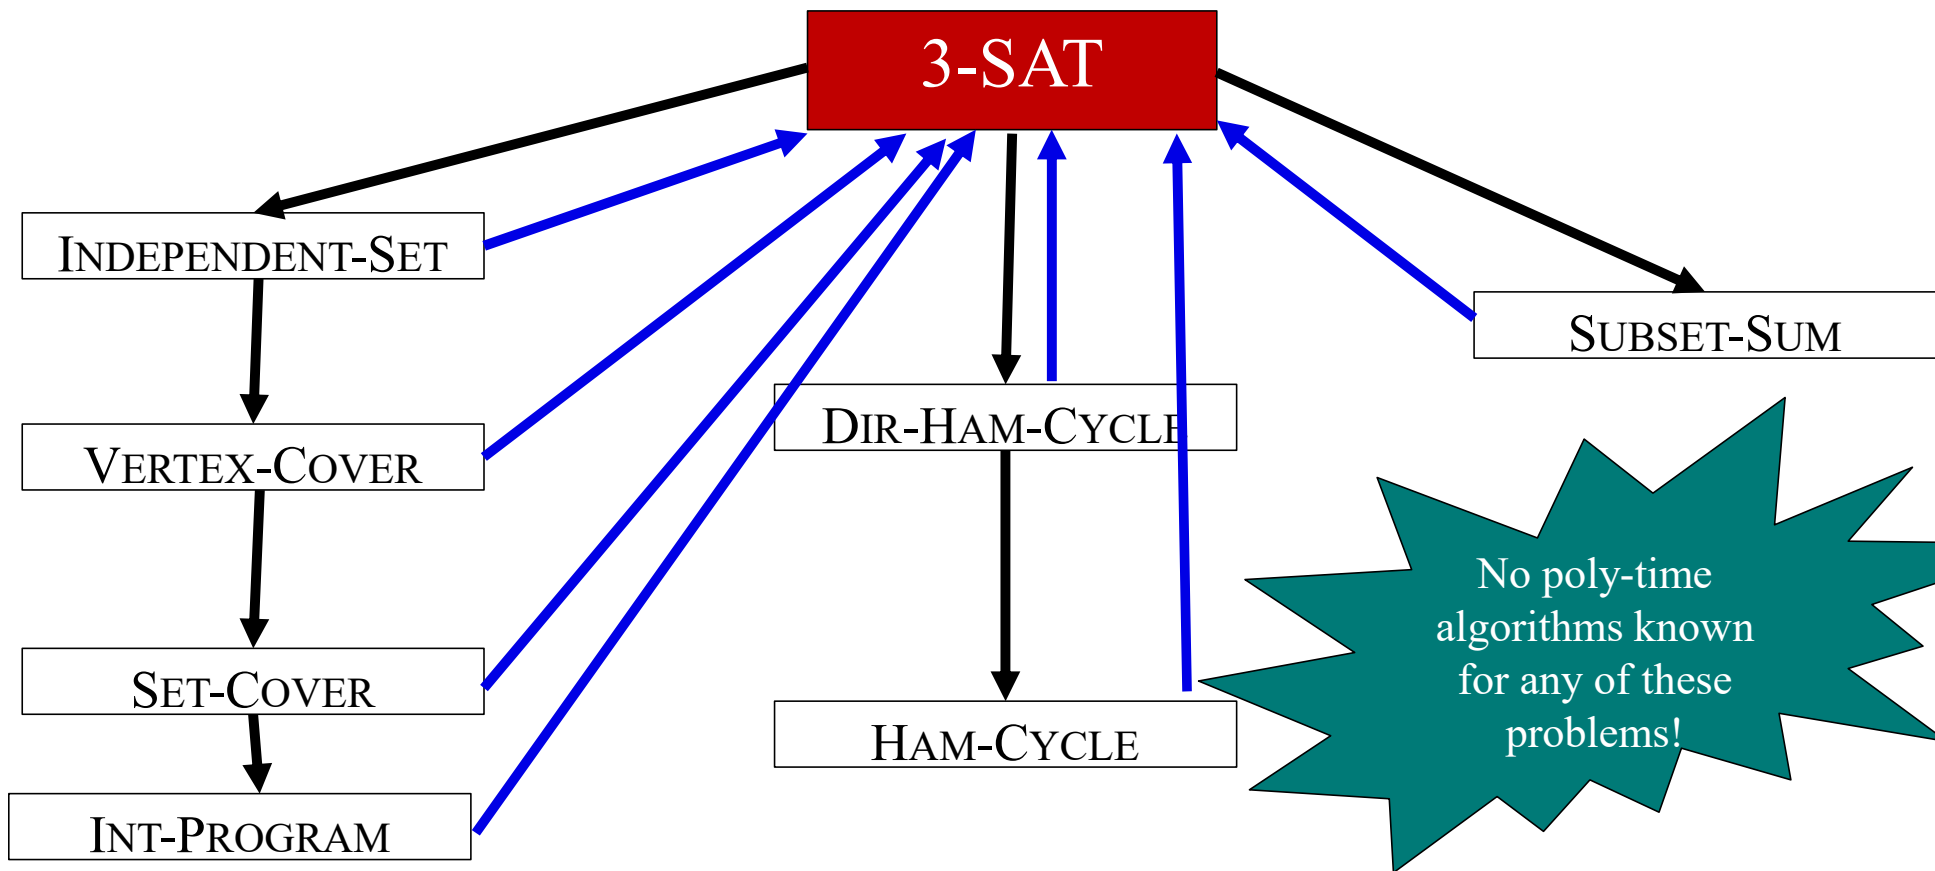 3-SAT
INDEPENDENT-SET
SUBSET-SUM
DIR-HAM-CYCLE
VERTEX-COVER
No poly-time
algorithms known
for any of these
problems!
SET-COVER
HAM-CYCLE
INT-PROGRAM